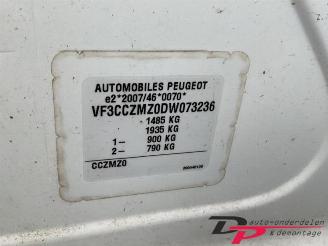 AUTOMOBILES PEUGEOT
e2*2007/46*0070*
VF3CCZMZ0DW073236
- 1485 KG
1935 KG
1- 900 KG
2- 790 KG
CCZMZ0
auto-onderdelen
& demontage